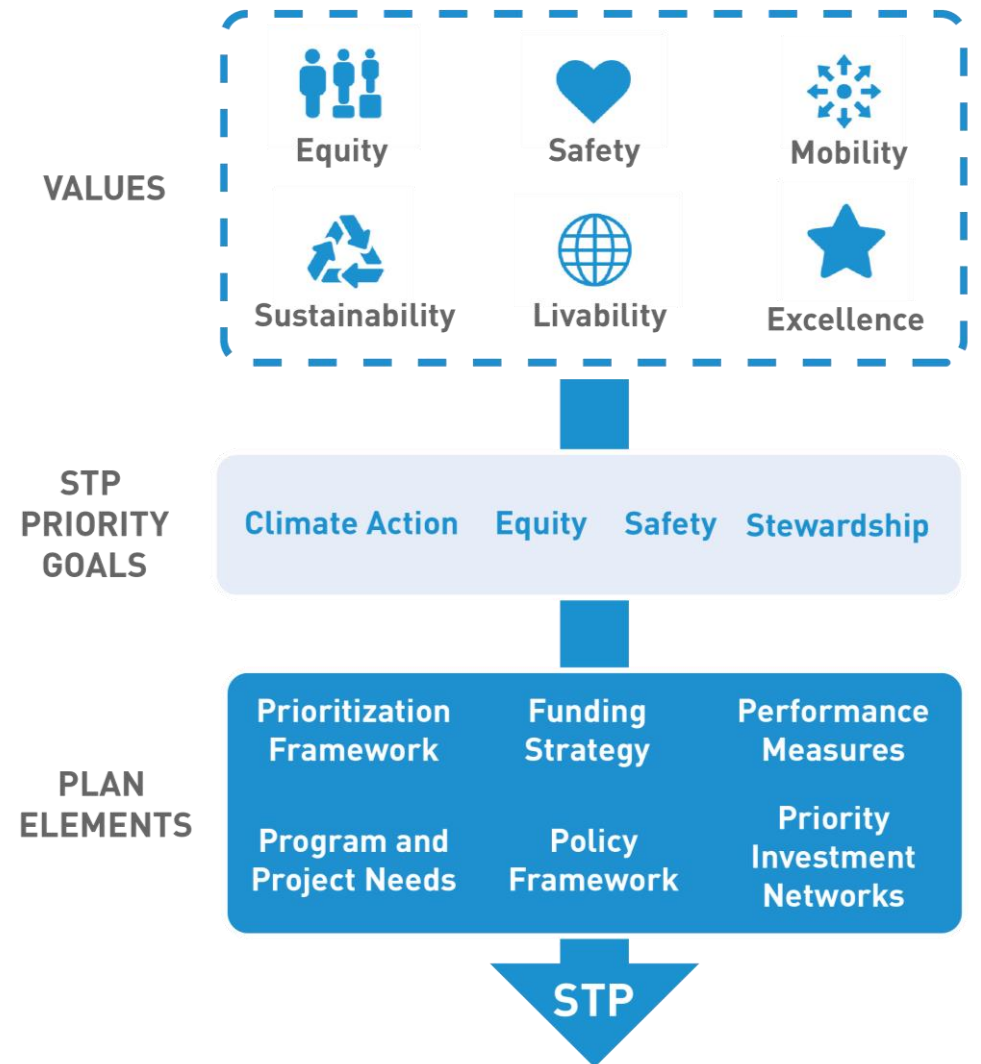 VALUES
Equity
Safety
Mobility
Sustainability
Livability
Excellence
STP
PRIORITY
GOALS
Climate Action
Equity
Safety
Stewardship
PLAN
ELEMENTS
Prioritization
Framework
Funding
Strategy
Performance
Measures
Program and
Project Needs
Policy
Framework
Priority
Investment
Networks
STP